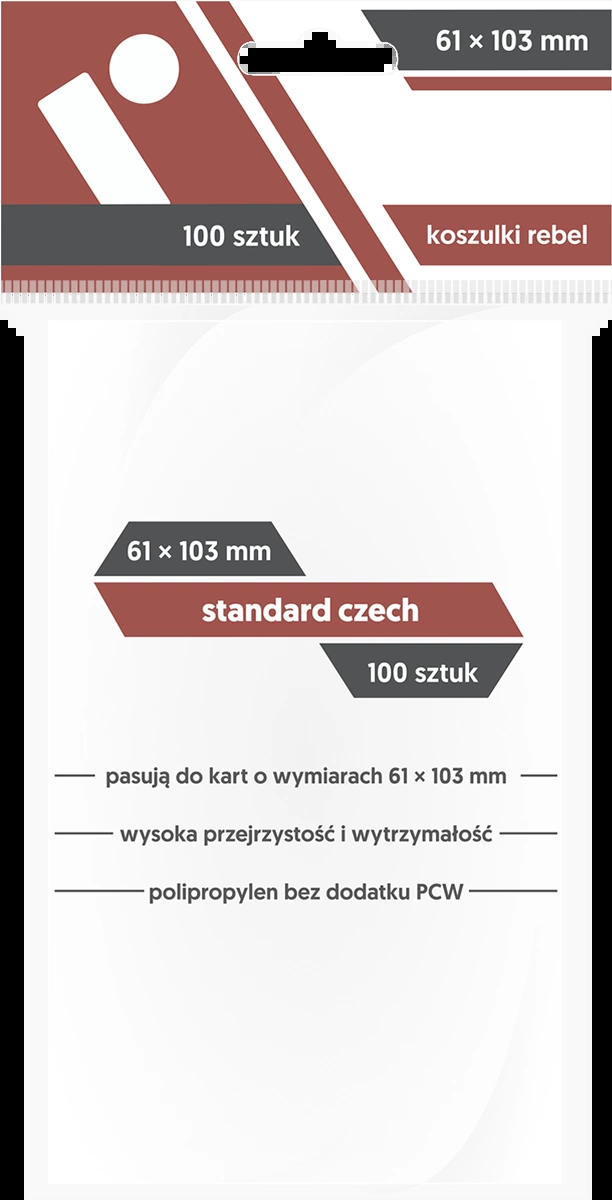 61 × 103 mm
100 sztuk
koszulki rebel
61 × 103 mm
standard czech
100 sztuk
pasują do kart o wymiarach 61 × 103 mm
wysoka przejrzystość i wytrzymałość
polipropylen bez dodatku PCW